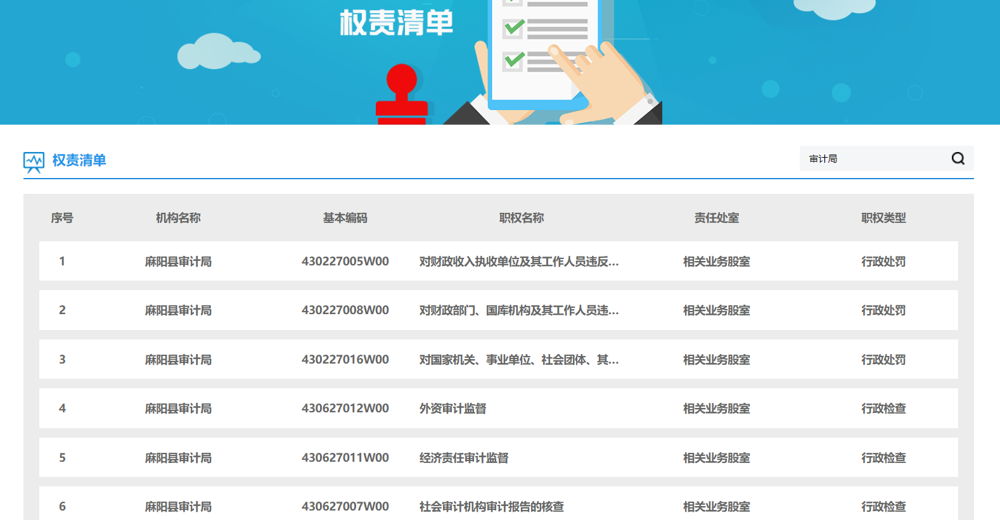 权责清单
权责清单
审计局
序号 机构名称 基本编码 职权名称 责任处室 职权类型
1 麻阳县审计局 430227005W00 对财政收入执收单位及其工作人员违反... 相关业务股室 行政处罚
2 麻阳县审计局 430227008W00 对财政部门、国库机构及其工作人员违... 相关业务股室 行政处罚
3 麻阳县审计局 430227016W00 对国家机关、事业单位、社会团体、其... 相关业务股室 行政处罚
4 麻阳县审计局 430627012W00 外资审计监督 相关业务股室 行政检查
5 麻阳县审计局 430627011W00 经济责任审计监督 相关业务股室 行政检查
6 麻阳县审计局 430627007W00 社会审计机构审计报告的核查 相关业务股室 行政检查